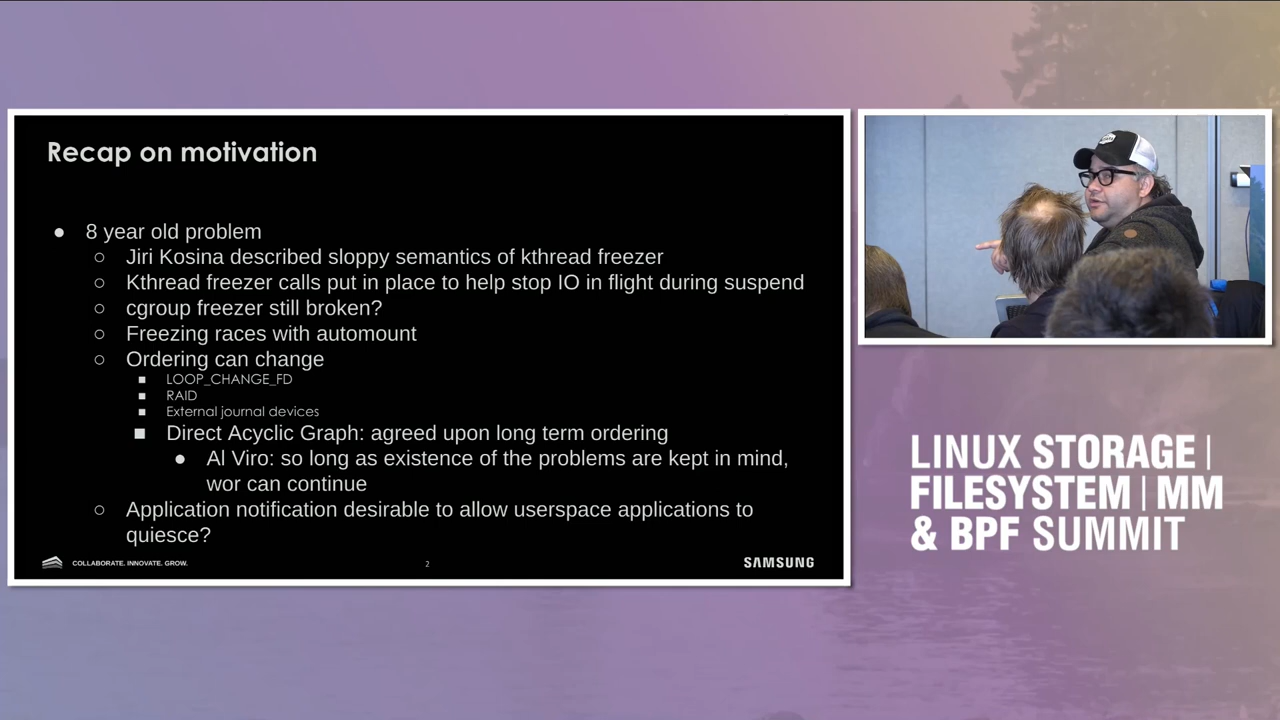 Recap on motivation
● 8 year old problem
○ Jiri Kosina described sloppy semantics of kthread freezer
○ Kthread freezer calls put in place to help stop IO in flight during suspend
○ cgroup freezer still broken?
○ Freezing races with automount
○ Ordering can change
■ LOOP_CHANGE_FD
■ RAID
■ External journal devices
■ Direct Acyclic Graph: agreed upon long term ordering
● Al Viro: so long as existence of the problems are kept in mind,
wor can continue
○ Application notification desirable to allow userspace applications to
quiesce?
COLLABORATE. INNOVATE. GROW.
2
SAMSUNG
LINUX STORAGE |
FILESYSTEM | MM
& BPF SUMMIT